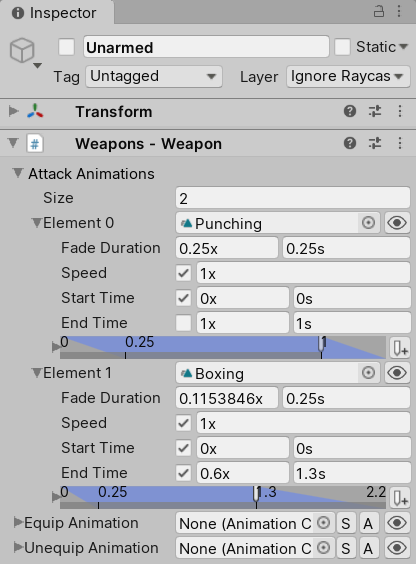 Inspector
Unarmed Static
Tag Untagged Layer Ignore Raycas
Transform
# Weapons - Weapon
Attack Animations
Size 2
Element 0 Punching
Fade Duration 0.25x 0.25s
Speed 1x
Start Time 0x 0s
End Time 1x 1s
0 0.25 1
Element 1 Boxing
Fade Duration 0.1153846x 0.25s
Speed 1x
Start Time 0x 0s
End Time 0.6x 1.3s
0 0.25 1.3 2.2
Equip Animation None (Animation C S A
Unequip Animation None (Animation C S A